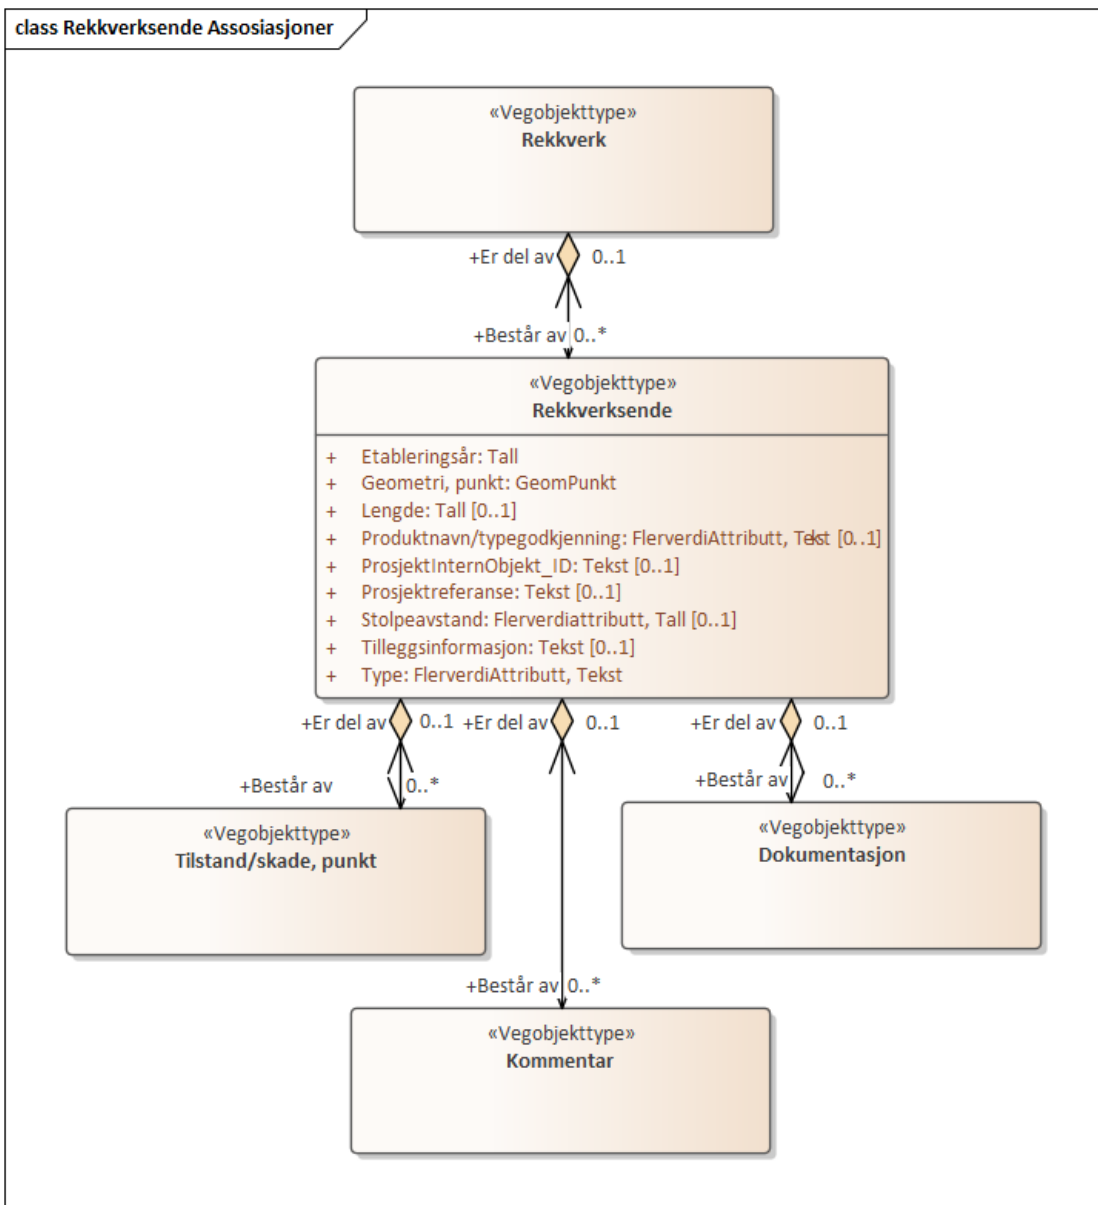 class Rekkverksende Assosiasjoner
«Vegobjekttype»
Rekkverk
+Er del av 0..1
+Består av 0..*
«Vegobjekttype»
Rekkverksende
+ Etableringsår: Tall
+ Geometri, punkt: GeomPunkt
+ Lengde: Tall [0..1]
+ Produktnavn/typegodkjenning: FlerverdiAttributt, Tekst [0..1]
+ ProsjektInternObjekt_ID: Tekst [0..1]
+ Prosjektreferanse: Tekst [0..1]
+ Stolpeavstand: Flerverdiattributt, Tall [0..1]
+ Tilleggsinformasjon: Tekst [0..1]
+ Type: FlerverdiAttributt, Tekst
+Er del av 0..1 +Er del av 0..1 +Er del av 0..1
+Består av 0..* +Består av 0..*
«Vegobjekttype»
Tilstand/skade, punkt
«Vegobjekttype»
Dokumentasjon
+Består av 0..*
«Vegobjekttype»
Kommentar